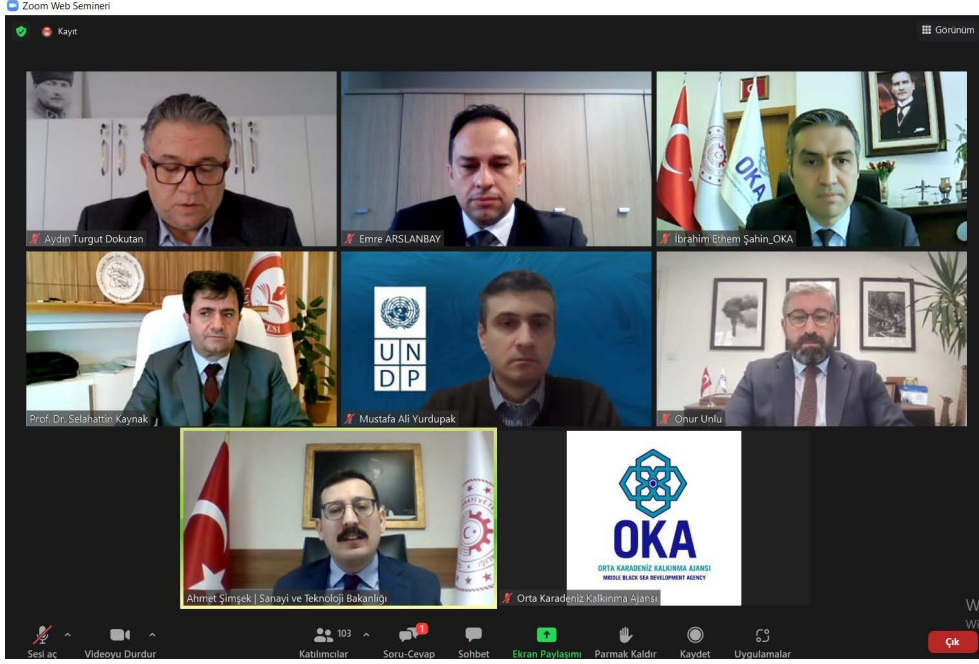 Zoom Web Semineri
Kayıt
Görünüm
Aydın Turgut Dokutan
Emre ARSLANBAY
OKA
İbrahim Ethem Şahin_OKA
Prof. Dr. Selahattin Kaynak
UN
DP
Mustafa Ali Yurdupak
Onur Unlu
Ahmet Şimşek | Sanayi ve Teknoloji Bakanlığı
OKA
ORTA KARADENİZ KALKINMA AJANSI
MIDDLE BLACK SEA DEVELOPMENT AGENCY
Orta Karadeniz Kalkınma Ajansı
Sesi aç
Videoyu Durdur
103
Katılımcılar
1
Soru-Cevap
Sohbet
Ekran Paylaşımı
Parmak Kaldır
Kaydet
Uygulamalar
Çık